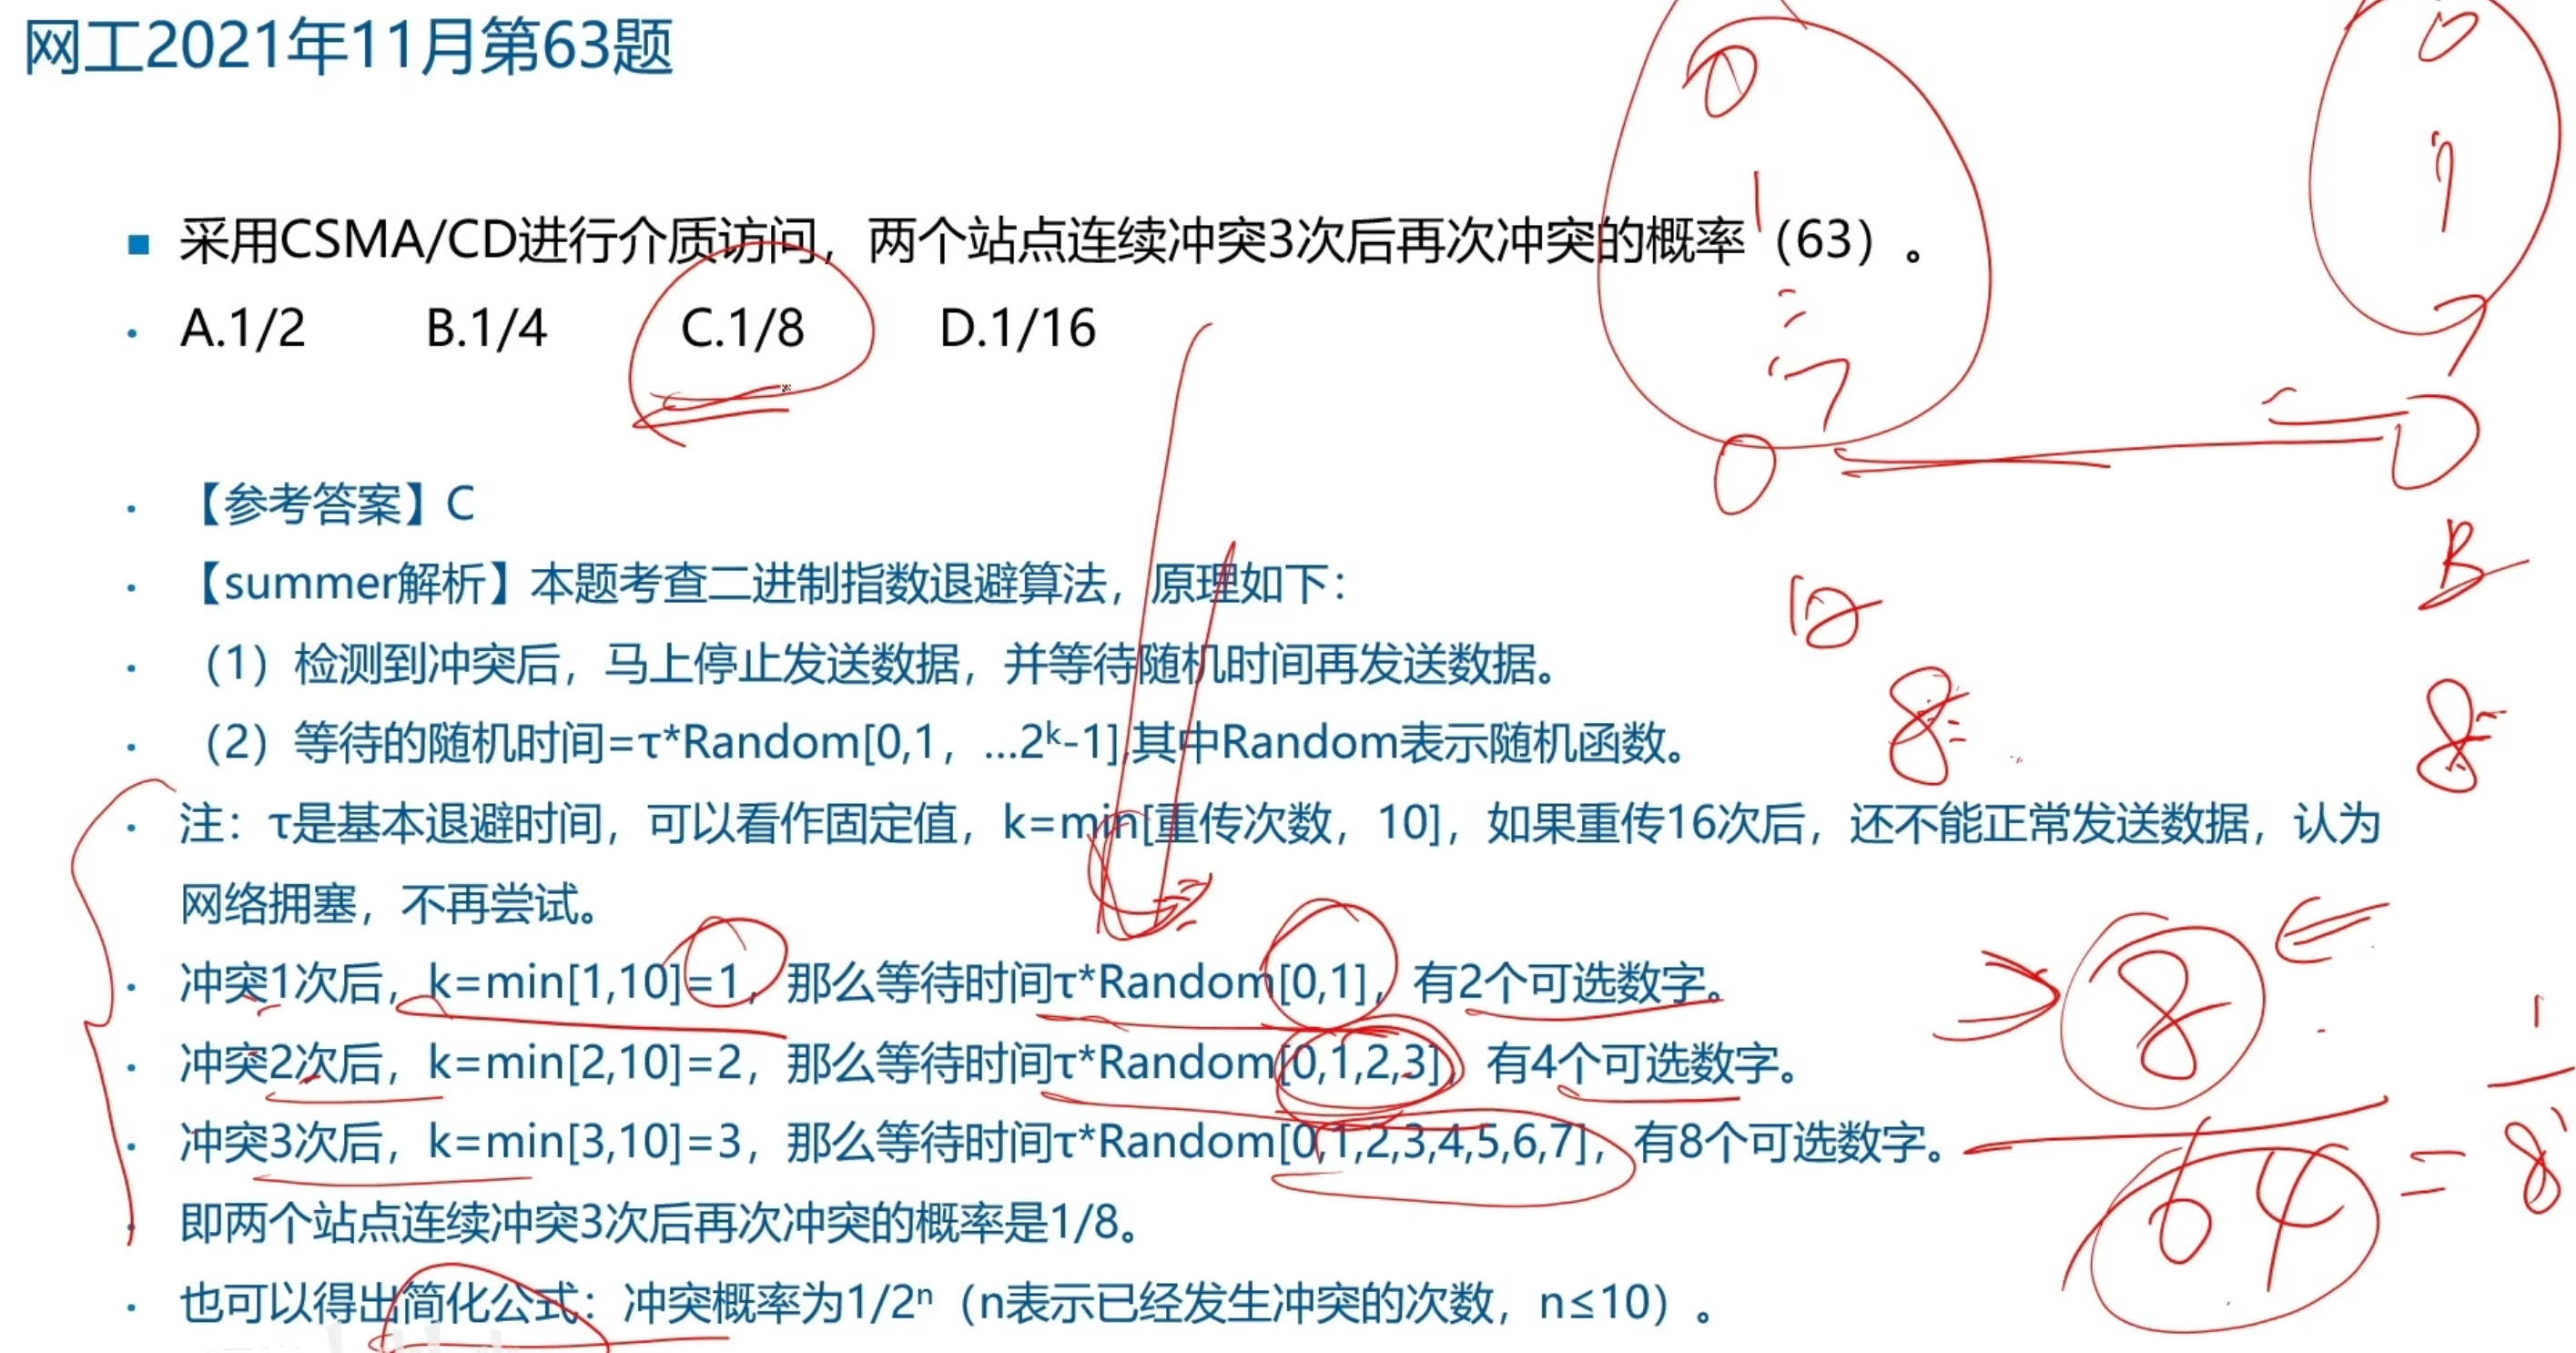 网工2021年11月第63题
■ 采用CSMA/CD进行介质访问，两个站点连续冲突3次后再次冲突的概率（63）。
• A.1/2 B.1/4 C.1/8 D.1/16
• 【参考答案】C
• 【summer解析】本题考查二进制指数退避算法，原理如下：
• （1）检测到冲突后，马上停止发送数据，并等待随机时间再发送数据。
• （2）等待的随机时间=τ*Random[0,1，…2ᵏ-1],其中Random表示随机函数。
• 注：τ是基本退避时间，可以看作固定值，k=min[重传次数，10]，如果重传16次后，还不能正常发送数据，认为
网络拥塞，不再尝试。
• 冲突1次后，k=min[1,10]=1，那么等待时间τ*Random[0,1]，有2个可选数字。
• 冲突2次后，k=min[2,10]=2，那么等待时间τ*Random[0,1,2,3]，有4个可选数字。
• 冲突3次后，k=min[3,10]=3，那么等待时间τ*Random[0,1,2,3,4,5,6,7]，有8个可选数字。
• 即两个站点连续冲突3次后再次冲突的概率是1/8。
• 也可以得出简化公式：冲突概率为1/2ⁿ（n表示已经发生冲突的次数，n≤10）。
0
1
7
0
1
7
B
8
8
8
64
=
1
8